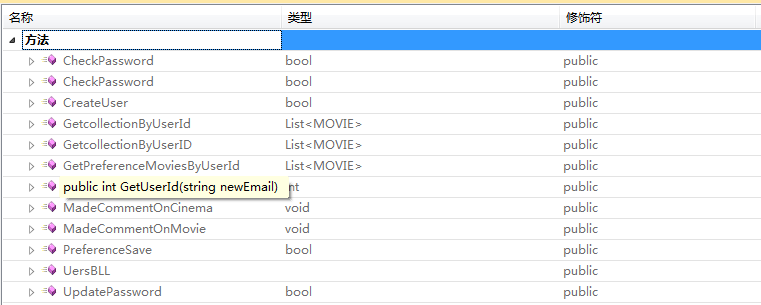 名称 类型 修饰符
方法
CheckPassword bool public
CheckPassword bool public
CreateUser bool public
GetcollectionByUserId List<MOVIE> public
GetcollectionByUserID List<MOVIE> public
GetPreferenceMoviesByUserId List<MOVIE> public
public int GetUserId(string newEmail) int public
MadeCommentOnCinema void public
MadeCommentOnMovie void public
PreferenceSave bool public
UersBLL public
UpdatePassword bool public